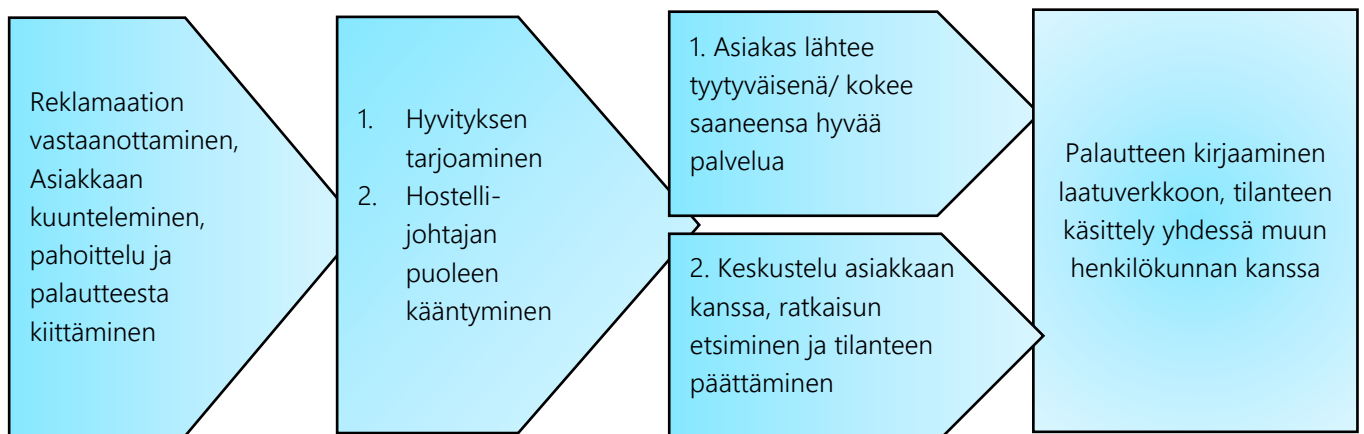 Reklamaation
vastaanottaminen,
Asiakkaan
kuunteleminen,
pahoittelu ja
palautteesta
kiittäminen
1. Hyvityksen
tarjoaminen
2. Hostelli-
johtajan
puoleen
kääntyminen
1. Asiakas lähtee
tyytyväisenä/ kokee
saaneensa hyvää
palvelua
2. Keskustelu asiakkaan
kanssa, ratkaisun
etsiminen ja tilanteen
päättäminen
Palautteen kirjaaminen
laatuverkkoon, tilanteen
käsittely yhdessä muun
henkilökunnan kanssa